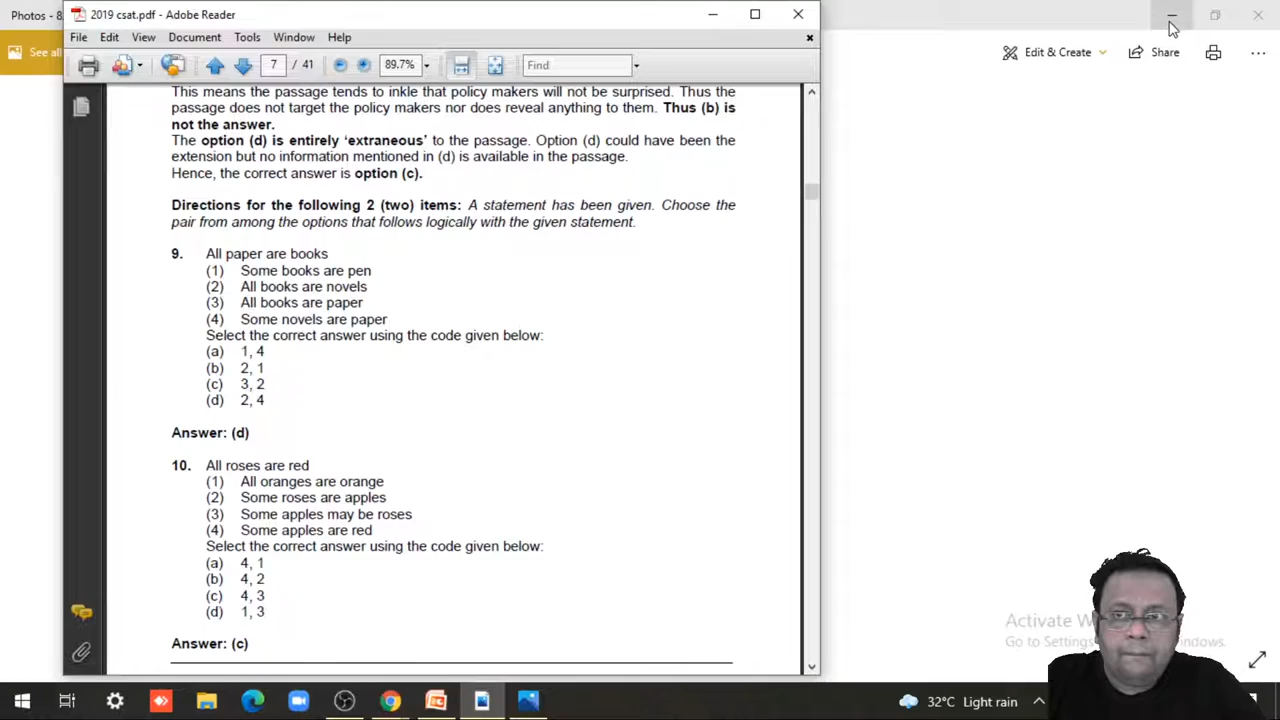 Photos - 8
2019 csat.pdf - Adobe Reader
File Edit View Document Tools Window Help
See all
7 / 41 89.7% Find
Edit & Create Share
This means the passage tends to inkle that policy makers will not be surprised. Thus the
passage does not target the policy makers nor does reveal anything to them. Thus (b) is
not the answer.
The option (d) is entirely ‘extraneous’ to the passage. Option (d) could have been the
extension but no information mentioned in (d) is available in the passage.
Hence, the correct answer is option (c).
Directions for the following 2 (two) items: A statement has been given. Choose the
pair from among the options that follows logically with the given statement.
9. All paper are books
(1) Some books are pen
(2) All books are novels
(3) All books are paper
(4) Some novels are paper
Select the correct answer using the code given below:
(a) 1, 4
(b) 2, 1
(c) 3, 2
(d) 2, 4
Answer: (d)
10. All roses are red
(1) All oranges are orange
(2) Some roses are apples
(3) Some apples may be roses
(4) Some apples are red
Select the correct answer using the code given below:
(a) 4, 1
(b) 4, 2
(c) 4, 3
(d) 1, 3
Answer: (c)
Activate W
Go to Settings ndows.
32°C Light rain